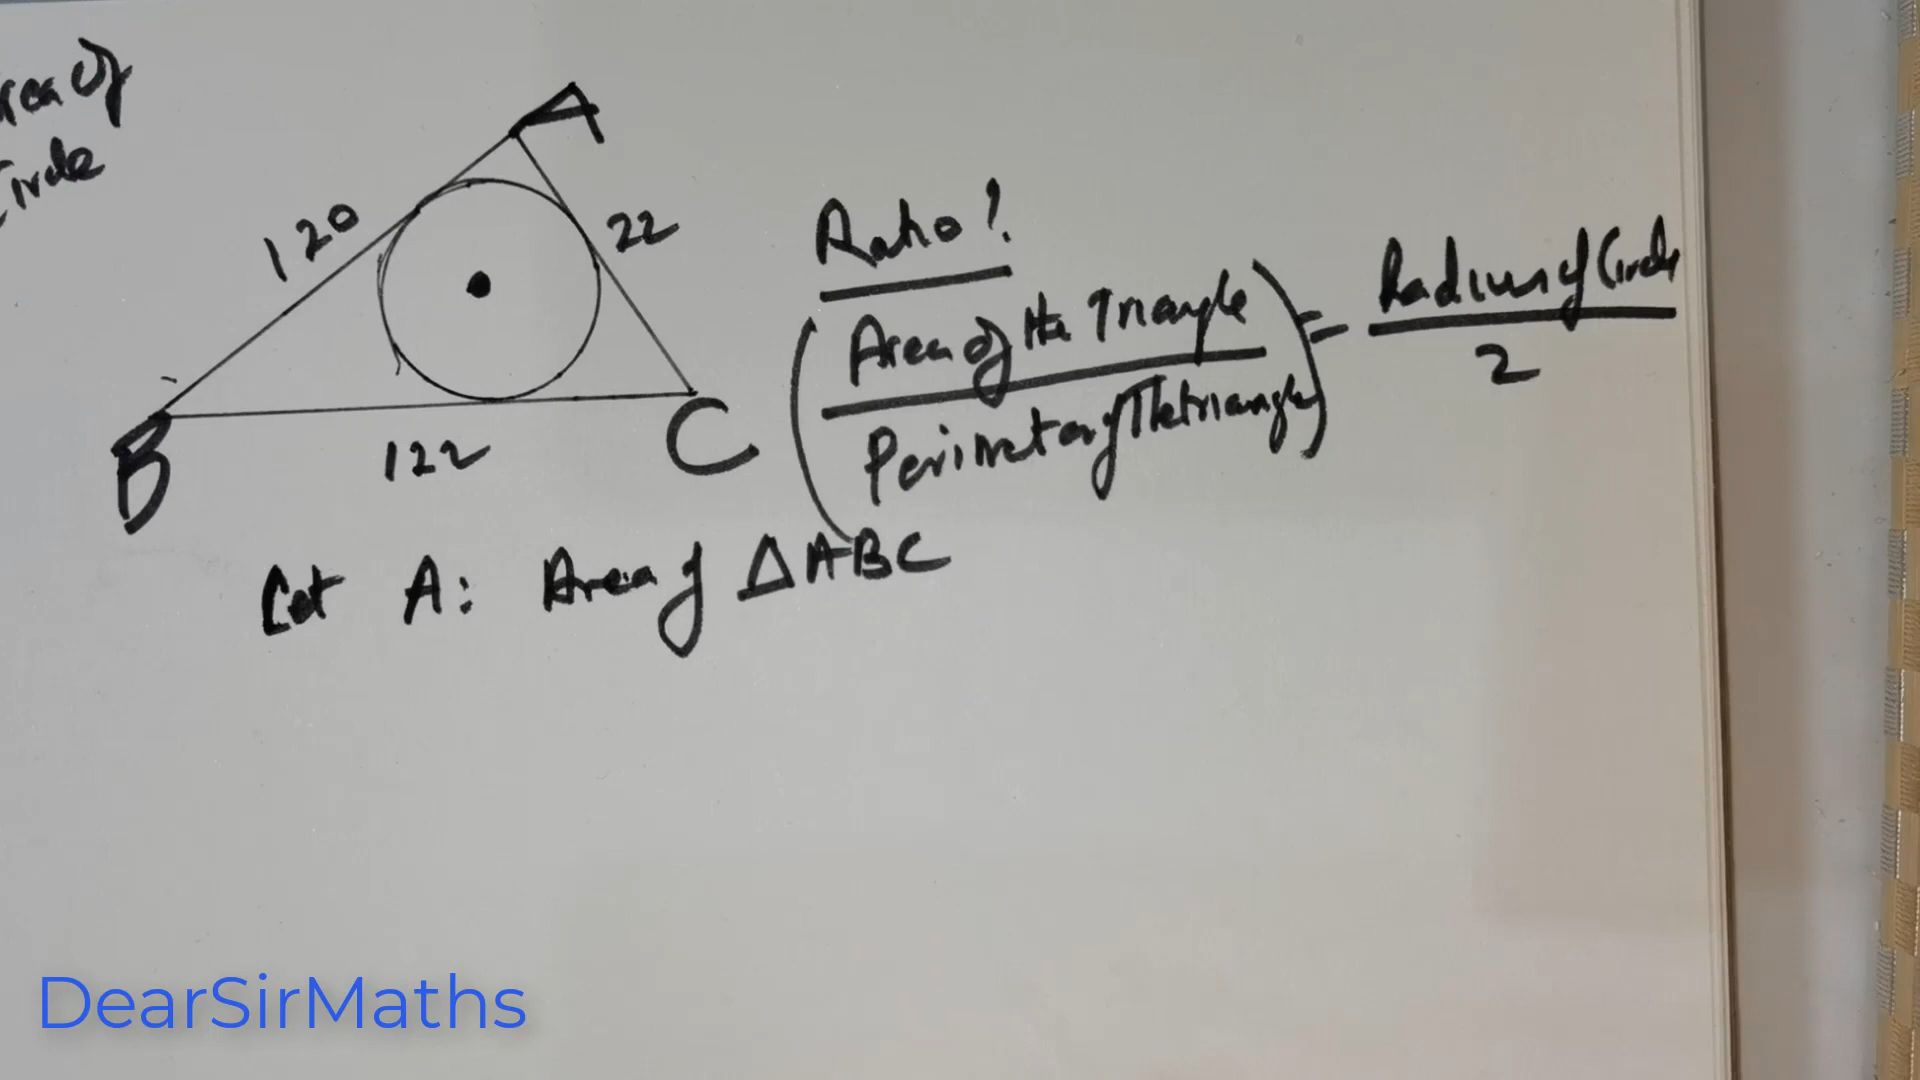 Area of
Circle
A
120
22
B
122
C
Ratio?
(Area of the Triangle
Perimeter of The triangle) = Radius of Circle
2
Let A: Area of ΔABC
DearSirMaths